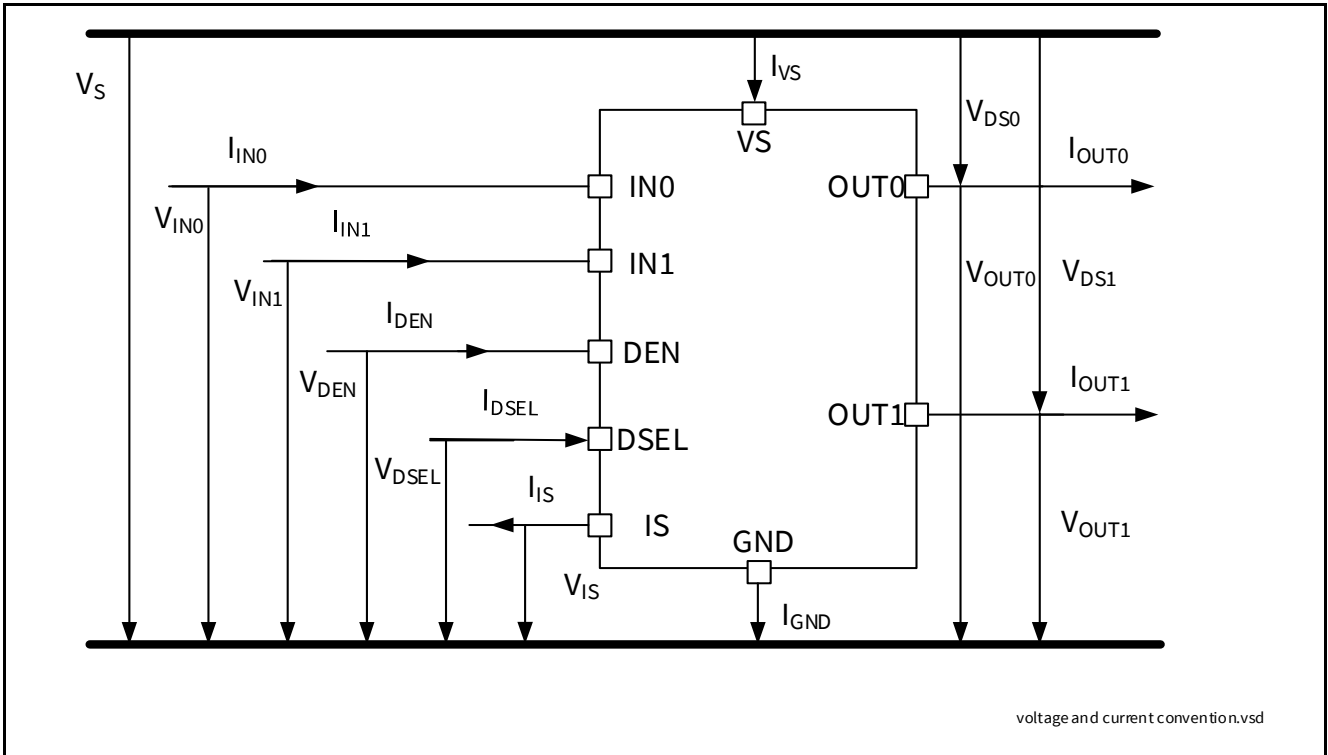 V_S
I_VS
VS
V_DS0
I_IN0
I_OUT0
IN0
OUT0
V_IN0
I_IN1
IN1
V_OUT0
V_DS1
V_IN1
I_DEN
DEN
V_DEN
I_OUT1
I_DSEL
OUT1
DSEL
V_DSEL
I_IS
IS
V_OUT1
GND
V_IS
I_GND
voltage and current convention.vsd